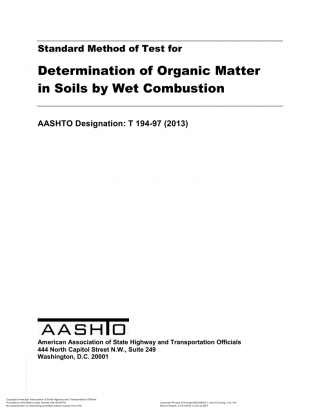 Standard Method of Test for
Determination of Organic Matter
in Soils by Wet Combustion
AASHTO Designation: T 194-97 (2013)
AASHTO
American Association of State Highway and Transportation Officials
444 North Capitol Street N.W., Suite 249
Washington, D.C. 20001